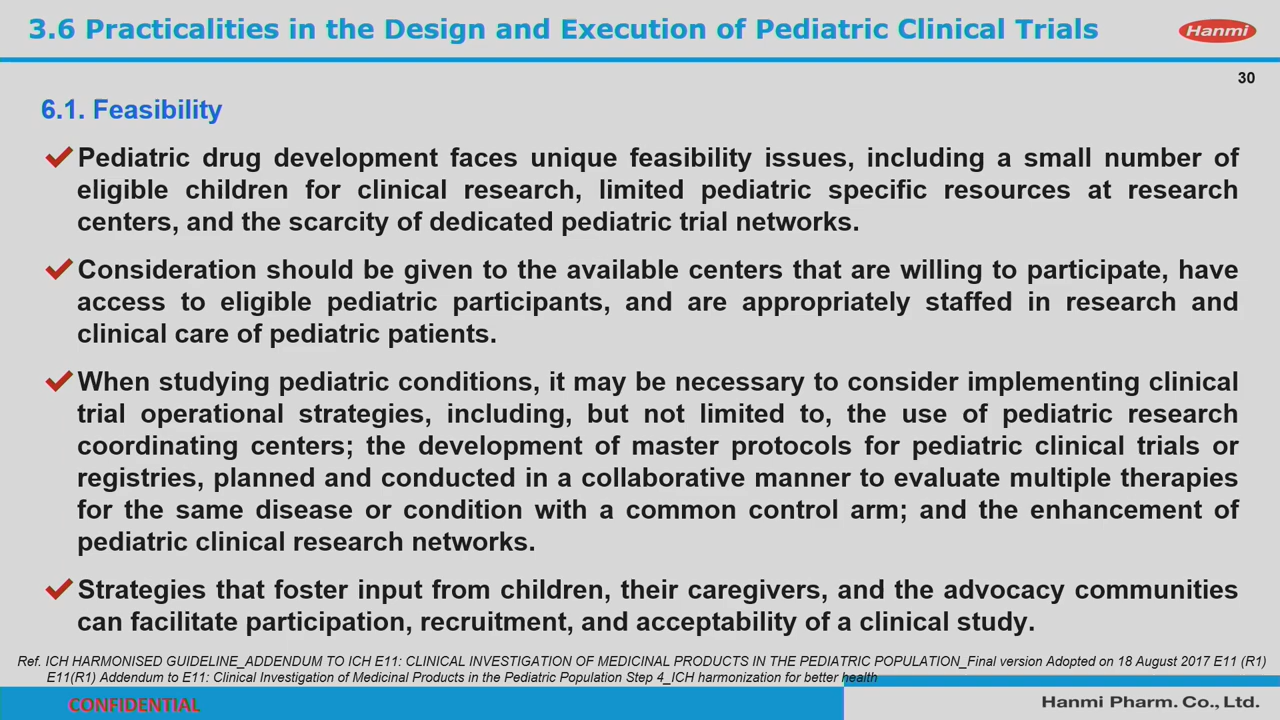 3.6 Practicalities in the Design and Execution of Pediatric Clinical Trials
Hanmi
30
6.1. Feasibility
Pediatric drug development faces unique feasibility issues, including a small number of
eligible children for clinical research, limited pediatric specific resources at research
centers, and the scarcity of dedicated pediatric trial networks.
Consideration should be given to the available centers that are willing to participate, have
access to eligible pediatric participants, and are appropriately staffed in research and
clinical care of pediatric patients.
When studying pediatric conditions, it may be necessary to consider implementing clinical
trial operational strategies, including, but not limited to, the use of pediatric research
coordinating centers; the development of master protocols for pediatric clinical trials or
registries, planned and conducted in a collaborative manner to evaluate multiple therapies
for the same disease or condition with a common control arm; and the enhancement of
pediatric clinical research networks.
Strategies that foster input from children, their caregivers, and the advocacy communities
can facilitate participation, recruitment, and acceptability of a clinical study.
Ref. ICH HARMONISED GUIDELINE_ADDENDUM TO ICH E11: CLINICAL INVESTIGATION OF MEDICINAL PRODUCTS IN THE PEDIATRIC POPULATION_Final version Adopted on 18 August 2017 E11 (R1)
E11(R1) Addendum to E11: Clinical Investigation of Medicinal Products in the Pediatric Population Step 4_ICH harmonization for better health
CONFIDENTIAL
Hanmi Pharm. Co., Ltd.